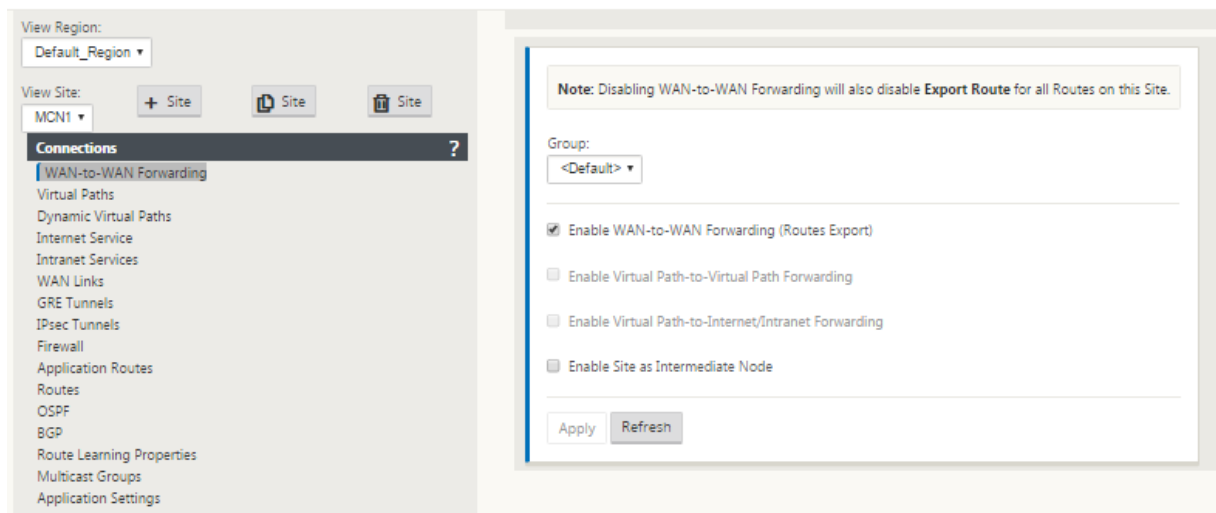 View Region:
Default_Region
View Site:
MCN1
+ Site
Site
Site
Connections ?
WAN-to-WAN Forwarding
Virtual Paths
Dynamic Virtual Paths
Internet Service
Intranet Services
WAN Links
GRE Tunnels
IPsec Tunnels
Firewall
Application Routes
Routes
OSPF
BGP
Route Learning Properties
Multicast Groups
Application Settings
Note: Disabling WAN-to-WAN Forwarding will also disable Export Route for all Routes on this Site.
Group:
<Default>
Enable WAN-to-WAN Forwarding (Routes Export)
Enable Virtual Path-to-Virtual Path Forwarding
Enable Virtual Path-to-Internet/Intranet Forwarding
Enable Site as Intermediate Node
Apply Refresh